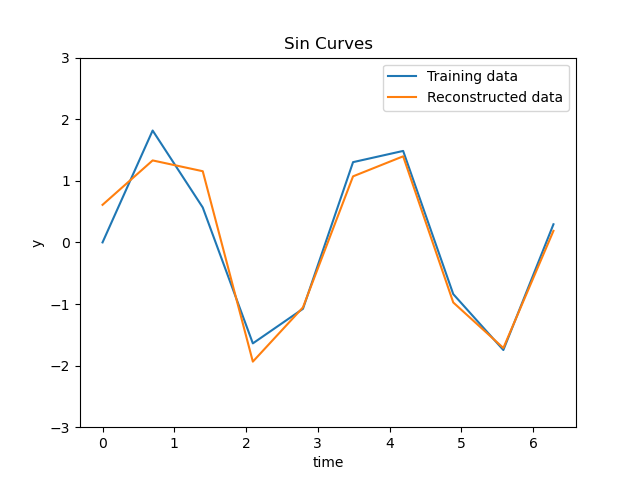 Sin Curves
Training data
Reconstructed data
3
2
1
0
−1
−2
−3
y
0 1 2 3 4 5 6
time